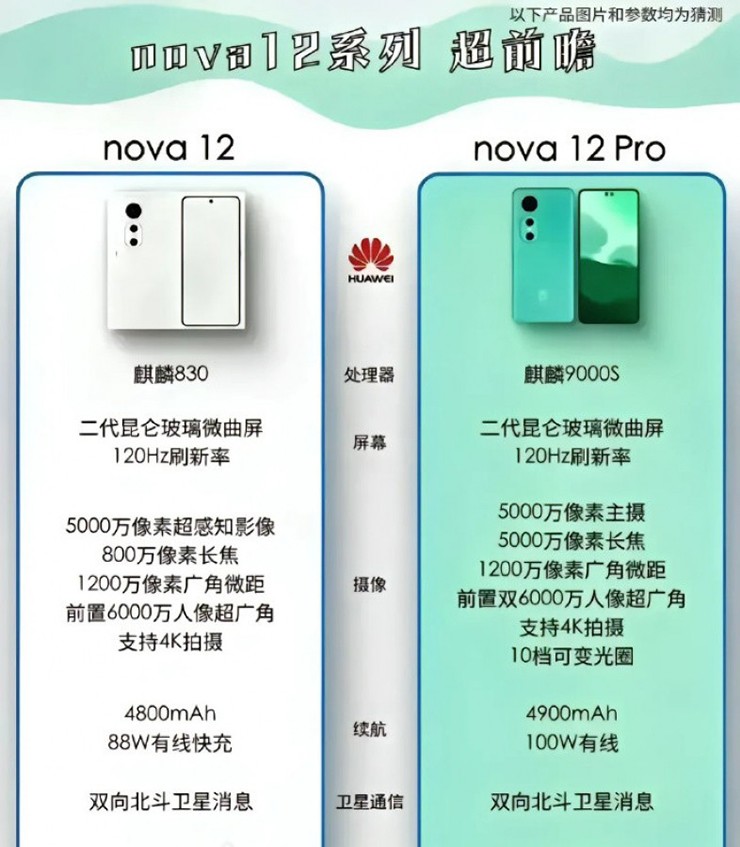 以下产品图片和参数均为猜测
nova12系列 超前瞻
nova 12
nova 12 Pro
HUAWEI
麒麟830
处理器
麒麟9000S
二代昆仑玻璃微曲屏
120Hz刷新率
屏幕
二代昆仑玻璃微曲屏
120Hz刷新率
5000万像素超感知影像
800万像素长焦
1200万像素广角微距
前置6000万人像超广角
支持4K拍摄
摄像
5000万像素主摄
5000万像素长焦
1200万像素广角微距
前置双6000万人像超广角
支持4K拍摄
10档可变光圈
4800mAh
88W有线快充
续航
4900mAh
100W有线
双向北斗卫星消息
卫星通信
双向北斗卫星消息